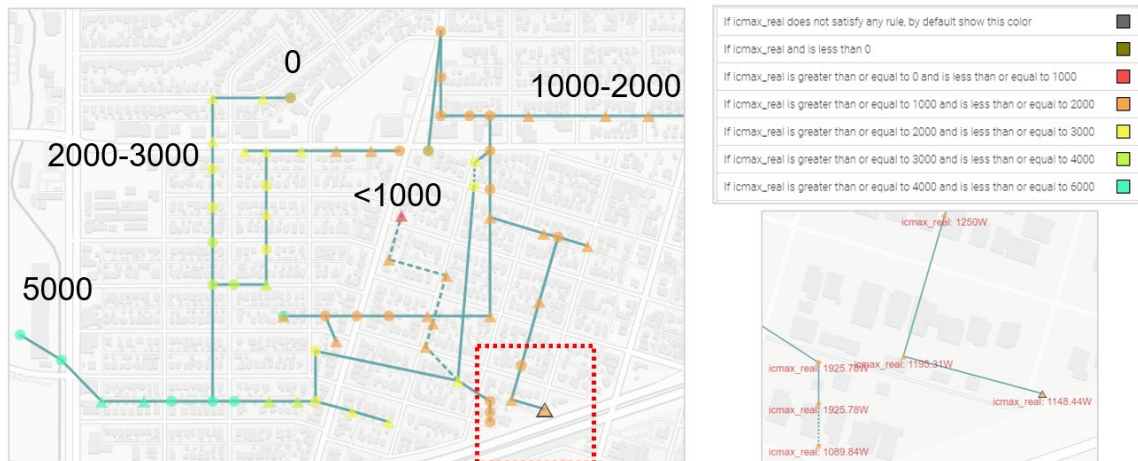 0
1000-2000
2000-3000
<1000
5000
If icmax_real does not satisfy any rule, by default show this color
If icmax_real and is less than 0
If icmax_real is greater than or equal to 0 and is less than or equal to 1000
If icmax_real is greater than or equal to 1000 and is less than or equal to 2000
If icmax_real is greater than or equal to 2000 and is less than or equal to 3000
If icmax_real is greater than or equal to 3000 and is less than or equal to 4000
If icmax_real is greater than or equal to 4000 and is less than or equal to 6000
icmax_real: 1250W
icmax_real: 1195.31W
icmax_real: 1925.78W
icmax_real: 1148.44W
icmax_real: 1925.78W
icmax_real: 1089.84W